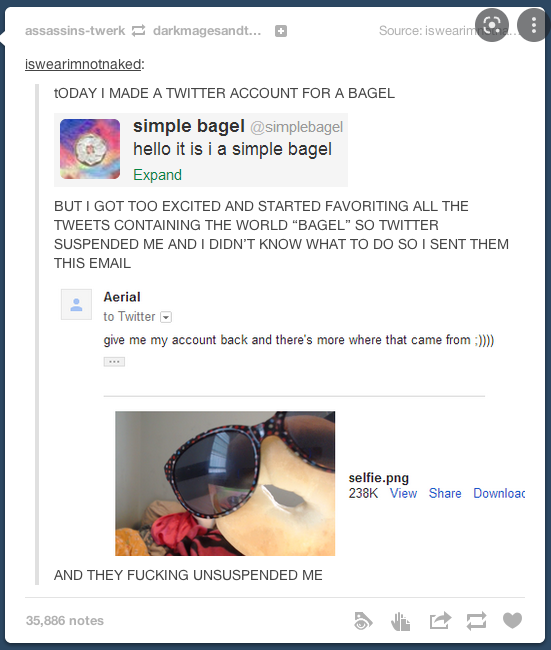 assassins-twerk darkmagesandt...
Source: iswearimnotna...
iswearimnotnaked:
tODAY I MADE A TWITTER ACCOUNT FOR A BAGEL
simple bagel @simplebagel
hello it is i a simple bagel
Expand
BUT I GOT TOO EXCITED AND STARTED FAVORITING ALL THE
TWEETS CONTAINING THE WORLD “BAGEL” SO TWITTER
SUSPENDED ME AND I DIDN’T KNOW WHAT TO DO SO I SENT THEM
THIS EMAIL
Aerial
to Twitter
give me my account back and there's more where that came from ;))))
selfie.png
238K View Share Download
AND THEY FUCKING UNSUSPENDED ME
35,886 notes